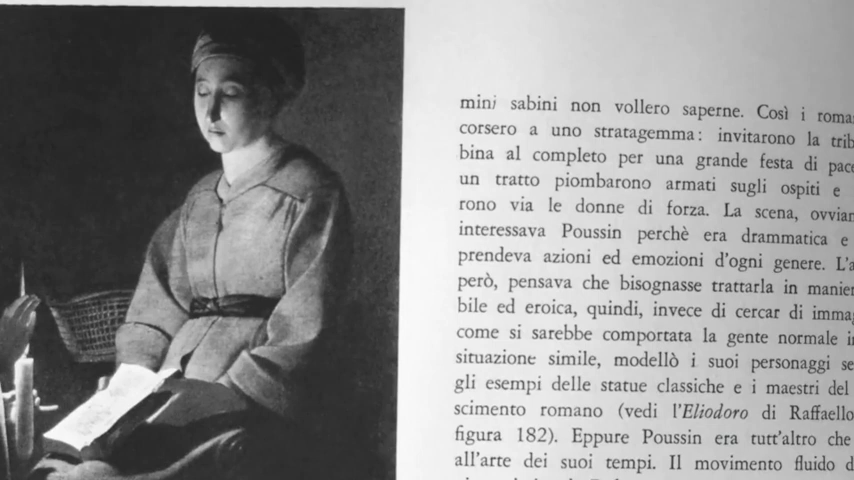 mini sabini non vollero saperne. Così i roma
corsero a uno stratagemma: invitarono la trib
bina al completo per una grande festa di pace
un tratto piombarono armati sugli ospiti e
rono via le donne di forza. La scena, ovvian
interessava Poussin perchè era drammatica e
prendeva azioni ed emozioni d'ogni genere. L'a
però, pensava che bisognasse trattarla in manier
bile ed eroica, quindi, invece di cercar di immag
come si sarebbe comportata la gente normale in
situazione simile, modellò i suoi personaggi se
gli esempi delle statue classiche e i maestri del
scimento romano (vedi l'Eliodoro di Raffaello
figura 182). Eppure Poussin era tutt'altro che
all'arte dei suoi tempi. Il movimento fluido d